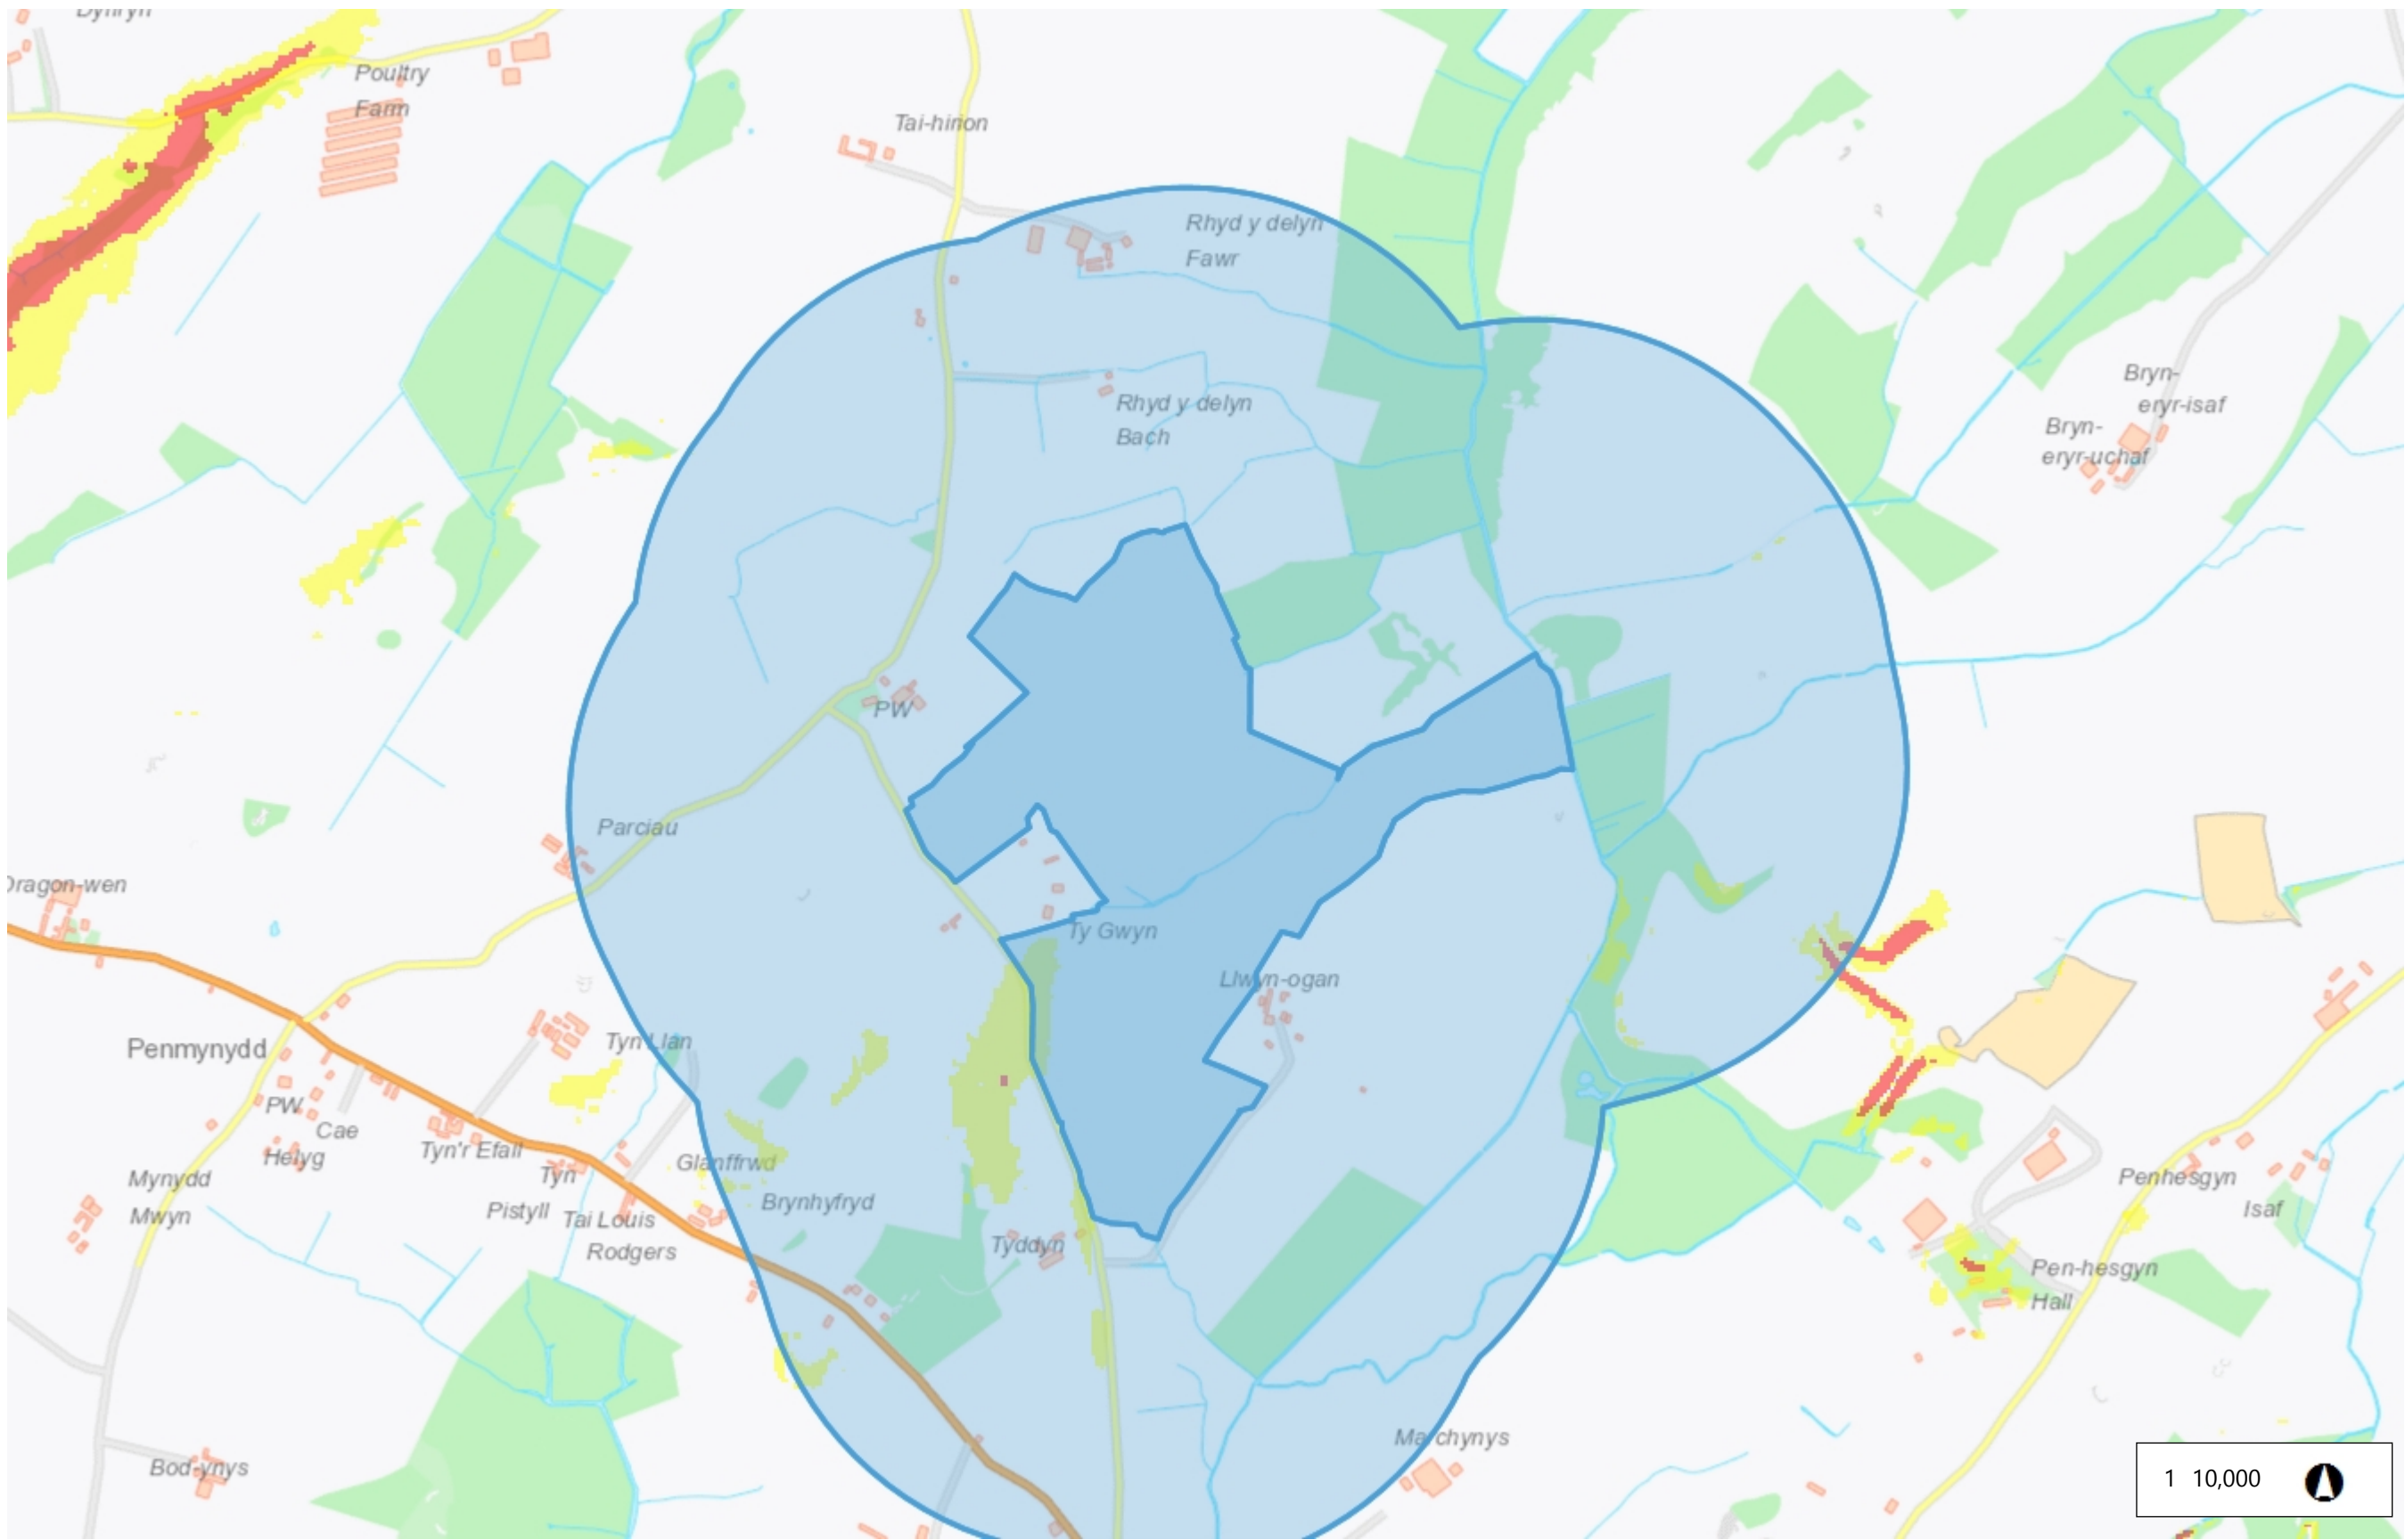 Dynryn
Poultry
Farm
Tai-hirion
Rhyd y delyn
Fawr
Bryn-
eryr-isaf
Rhyd y delyn
Bach
Bryn-
eryr-uchaf
PW
Parciau
Dragon-wen
Ty Gwyn
Llwyn-ogan
Penmynydd
Tyn Llan
PW
Cae
Helyg
Tyn'r Efail
Glanffrwd
Tyn
Pistyll
Mynydd
Mwyn
Brynhyfryd
Tai Louis
Rodgers
Tyddyn
Penhesgyn
Isaf
Pen-hesgyn
Hall
Marchynys
Bod-ynys
1 10,000